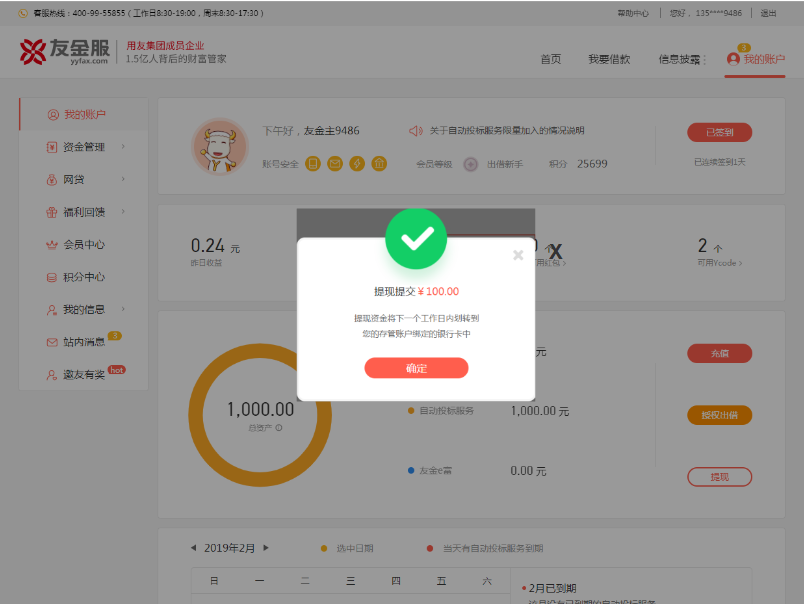 客服热线：400-99-55855（工作日8:30-19:00，周末8:30-17:30）
帮助中心
您好，135****9486
退出
友金服
yyfax.com
用友集团成员企业
1.5亿人背后的财富管家
首页
我要借款
信息披露
3
我的账户
我的账户
资金管理
网贷
福利回馈
会员中心
积分中心
我的信息
站内消息 3
邀友有奖 hot
下午好，友金主9486
账号安全
关于自动投标服务限量加入的情况说明
会员等级
出借新手
积分 25699
已签到
已连续签到1天
0.24 元
昨日收益
个
用红包 >
X
2 个
可用Ycode >
提现提交￥100.00
提现资金将下一个工作日内划转到
您的存管账户绑定的银行卡中
确定
1,000.00
总资产
元
自动投标服务
1,000.00 元
友金e富
0.00 元
充值
授权出借
提现
2019年2月
选中日期
当天有自动投标服务到期
日 一 二 三 四 五 六
2月已到期